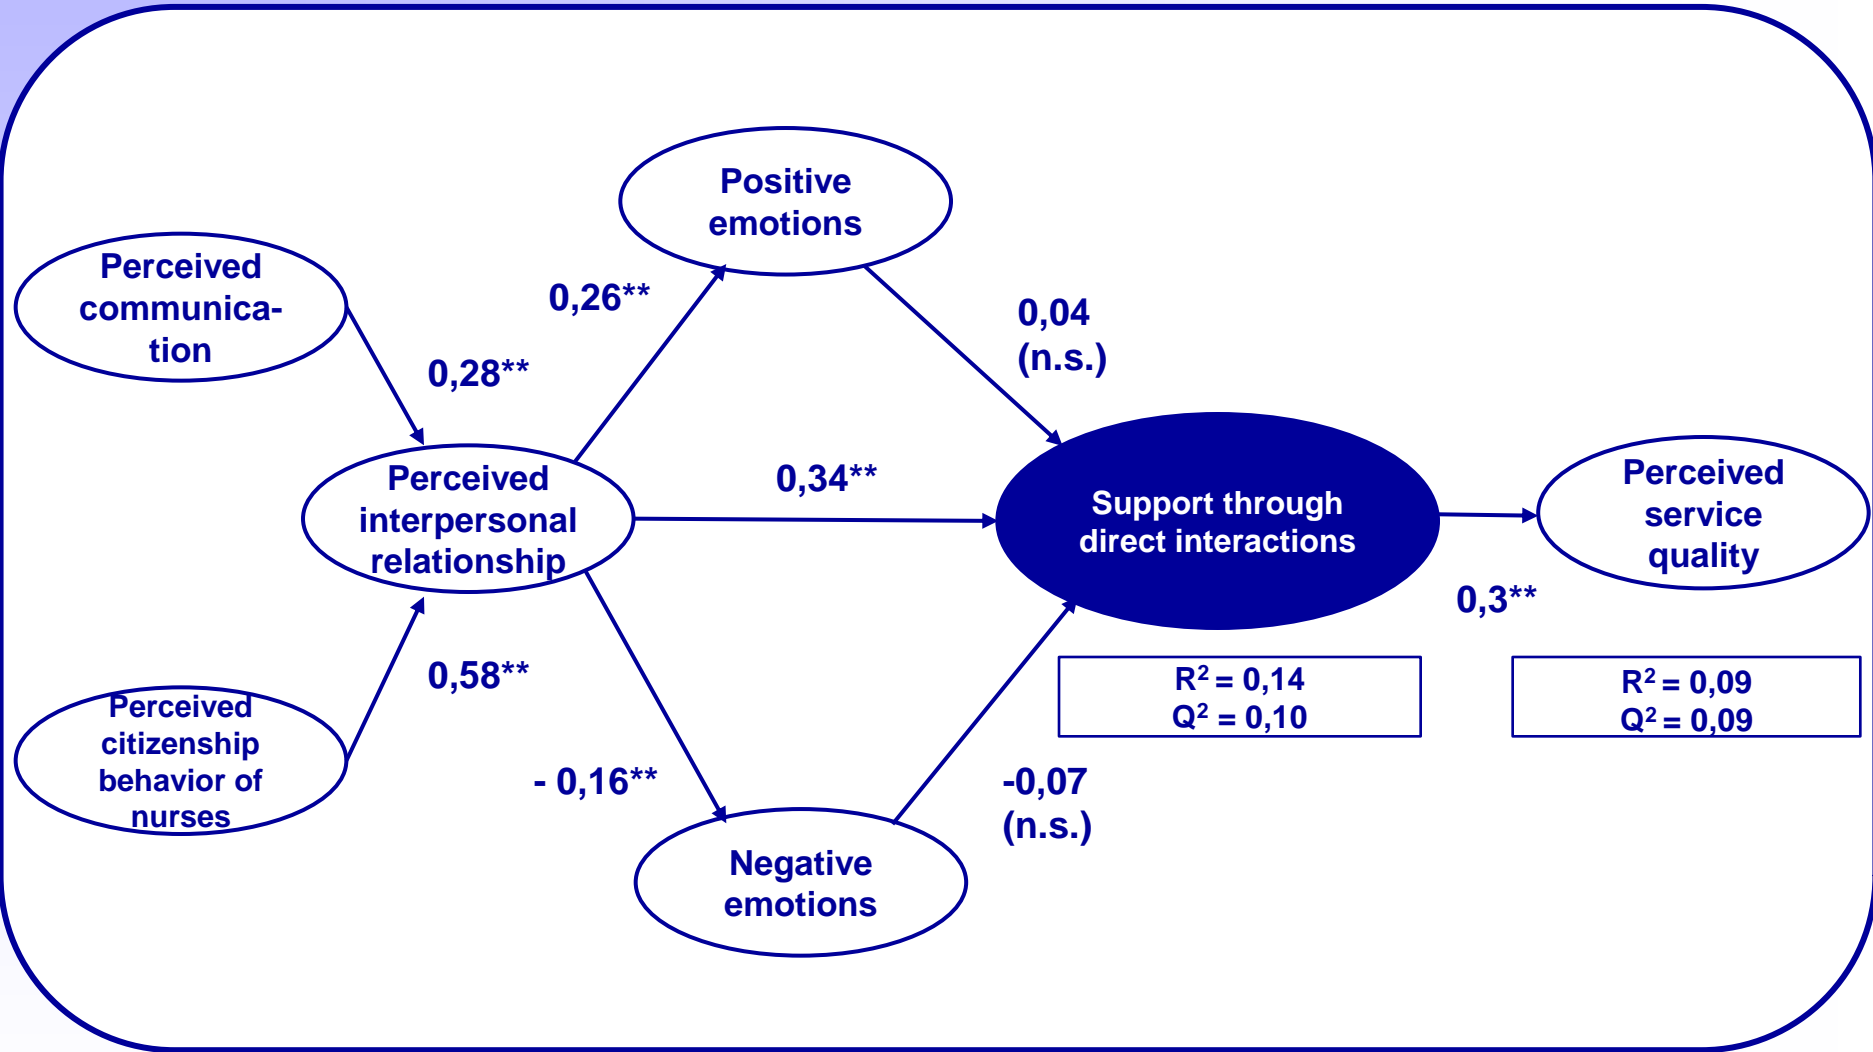 Positive
emotions
Perceived
communica-
tion
0,26**
0,04
(n.s.)
0,28**
Perceived
interpersonal
relationship
0,34**
Support through
direct interactions
Perceived
service
quality
0,3**
0,58**
R² = 0,14
Q² = 0,10
R² = 0,09
Q² = 0,09
Perceived
citizenship
behavior of
nurses
- 0,16**
-0,07
(n.s.)
Negative
emotions